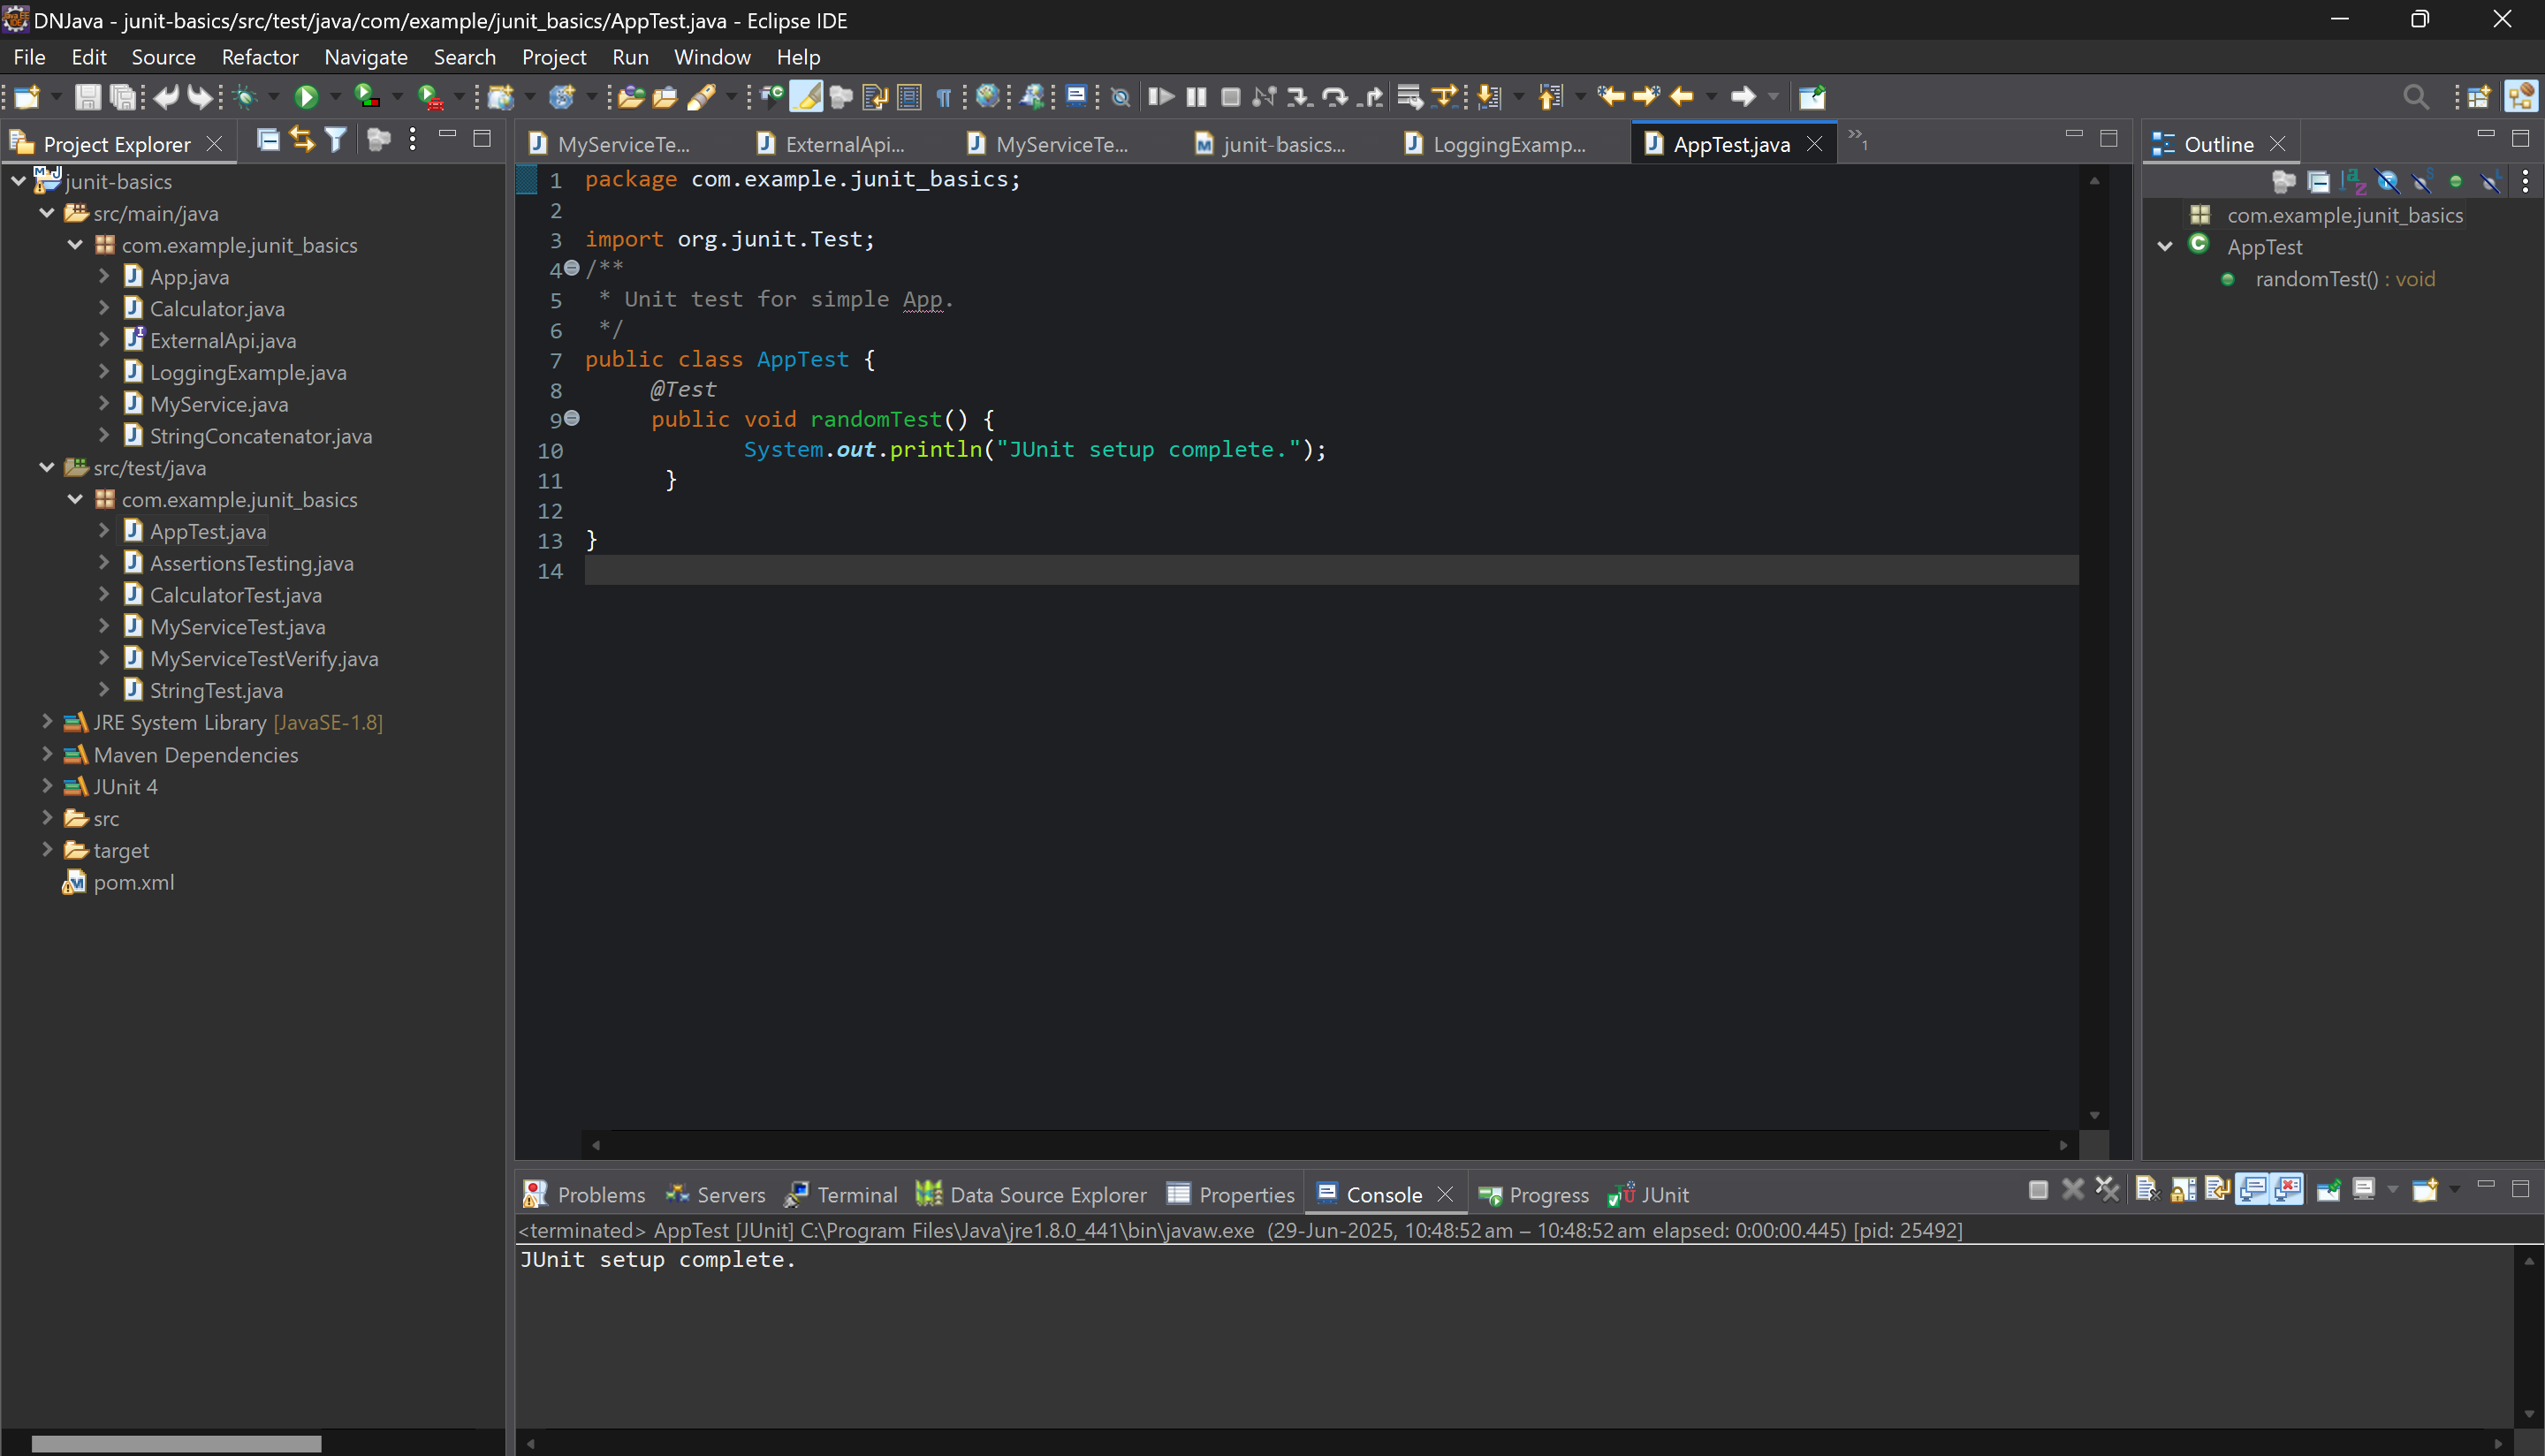 DNJava - junit-basics/src/test/java/com/example/junit_basics/AppTest.java - Eclipse IDE
File Edit Source Refactor Navigate Search Project Run Window Help
Project Explorer
junit-basics
src/main/java
com.example.junit_basics
App.java
Calculator.java
ExternalApi.java
LoggingExample.java
MyService.java
StringConcatenator.java
src/test/java
com.example.junit_basics
AppTest.java
AssertionsTesting.java
CalculatorTest.java
MyServiceTest.java
MyServiceTestVerify.java
StringTest.java
JRE System Library [JavaSE-1.8]
Maven Dependencies
JUnit 4
src
target
pom.xml
MyServiceTe... ExternalApi... MyServiceTe... junit-basics... LoggingExamp... AppTest.java »1
1 package com.example.junit_basics;
2
3 import org.junit.Test;
4 /**
5  * Unit test for simple App.
6  */
7 public class AppTest {
8     @Test
9     public void randomTest() {
10            System.out.println("JUnit setup complete.");
11      }
12
13 }
14
Outline
com.example.junit_basics
AppTest
randomTest() : void
Problems Servers Terminal Data Source Explorer Properties Console Progress JUnit
<terminated> AppTest [JUnit] C:\Program Files\Java\jre1.8.0_441\bin\javaw.exe (29-Jun-2025, 10:48:52 am – 10:48:52 am elapsed: 0:00:00.445) [pid: 25492]
JUnit setup complete.